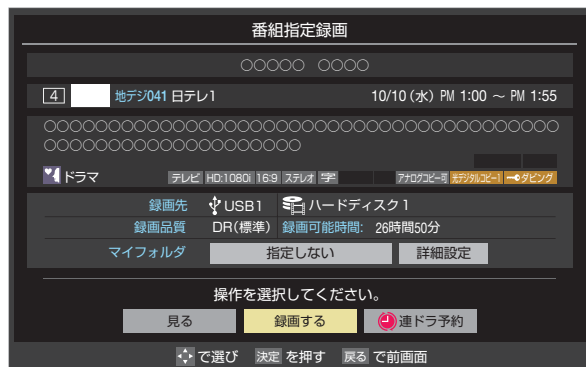 番組指定録画
○○○○○ ○○○○
4 地デジ041 日テレ1 10/10(水) PM 1:00 ～ PM 1:55
○○○○○○○○○○○○○○○○○○○○○○○○○○○○○○○○○○○○○○○○
○○○○○○○○○○○○○○○○○○○○
ドラマ テレビ HD:1080i 16:9 ステレオ 字 アナログコピー可 光デジタルコピー1 ダビング
録画先 USB1 ハードディスク1
録画品質 DR(標準) 録画可能時間: 26時間50分
マイフォルダ 指定しない 詳細設定
操作を選択してください。
見る 録画する 連ドラ予約
で選び 決定 を押す 戻る で前画面